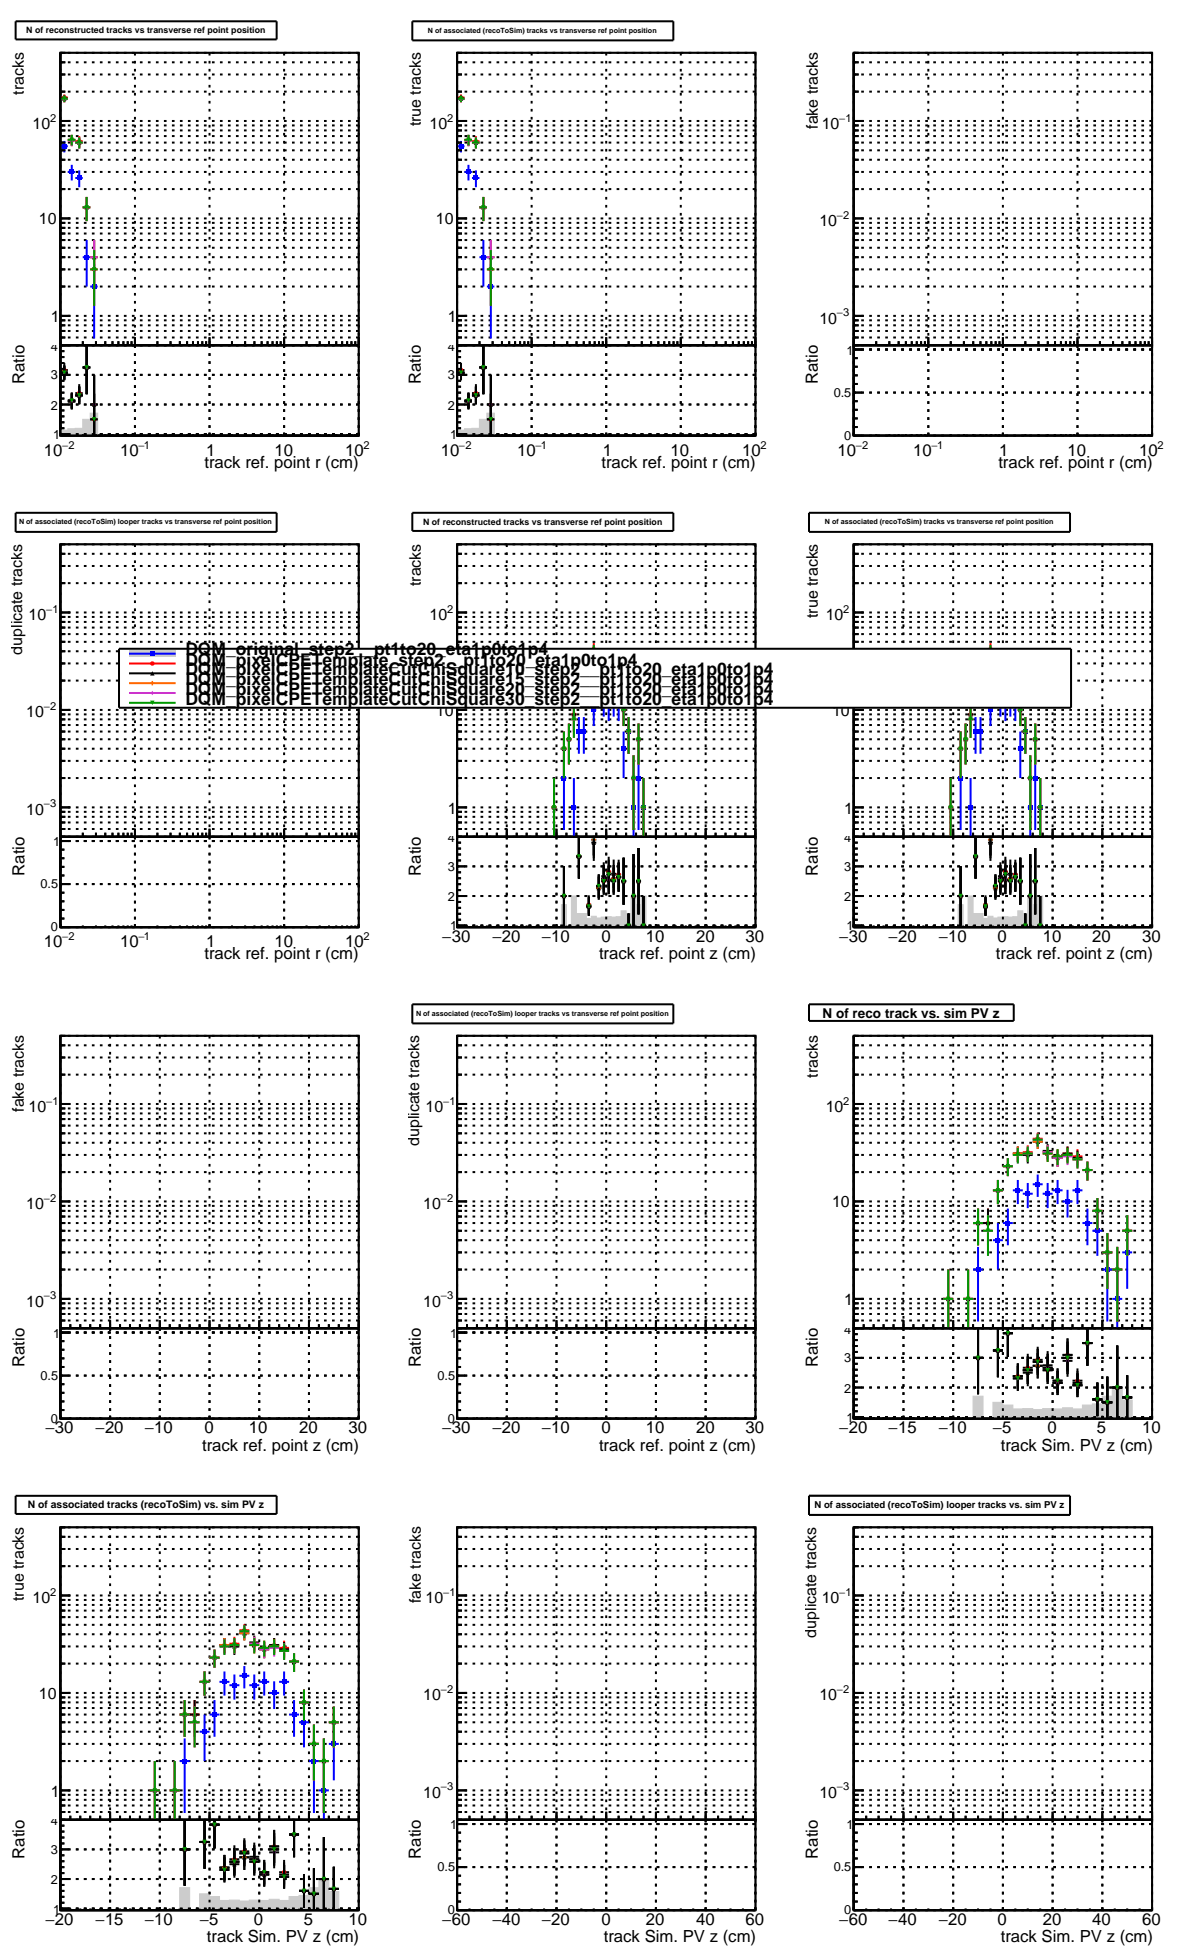 N of reconstructed tracks vs transverse ref point position
tracks
10²
10
1
Ratio
4
3
2
1
10⁻² 10⁻¹ 1 10 10²
track ref. point r (cm)
N of associated (recoToSim) tracks vs transverse ref point position
true tracks
10²
10
1
Ratio
4
3
2
1
10⁻² 10⁻¹ 1 10 10²
track ref. point r (cm)
fake tracks
10⁻¹
10⁻²
10⁻³
Ratio
1
0.5
0
10⁻² 10⁻¹ 1 10 10²
track ref. point r (cm)
N of associated (recoToSim) looper tracks vs transverse ref point position
duplicate tracks
10⁻¹
10⁻²
10⁻³
Ratio
1
0.5
0
10⁻² 10⁻¹ 1 10 10²
track ref. point r (cm)
N of reconstructed tracks vs transverse ref point position
tracks
10²
10
1
Ratio
4
3
2
1
−30 −20 −10 0 10 20 30
track ref. point z (cm)
N of associated (recoToSim) tracks vs transverse ref point position
true tracks
10²
10
1
Ratio
4
3
2
1
−30 −20 −10 0 10 20 30
track ref. point z (cm)
DQM_original_step2__pt1to20_eta1p0to1p4
DQM_pixelCPETemplate_step2__pt1to20_eta1p0to1p4
DQM_pixelCPETemplateCutChiSquare10_step2__pt1to20_eta1p0to1p4
DQM_pixelCPETemplateCutChiSquare15_step2__pt1to20_eta1p0to1p4
DQM_pixelCPETemplateCutChiSquare20_step2__pt1to20_eta1p0to1p4
DQM_pixelCPETemplateCutChiSquare30_step2__pt1to20_eta1p0to1p4
fake tracks
10⁻¹
10⁻²
10⁻³
Ratio
1
0.5
0
−30 −20 −10 0 10 20 30
track ref. point z (cm)
N of associated (recoToSim) looper tracks vs transverse ref point position
duplicate tracks
10⁻¹
10⁻²
10⁻³
Ratio
1
0.5
0
−30 −20 −10 0 10 20 30
track ref. point z (cm)
N of reco track vs. sim PV z
tracks
10²
10
1
Ratio
4
3
2
1
−20 −15 −10 −5 0 5 10
track Sim. PV z (cm)
N of associated tracks (recoToSim) vs. sim PV z
true tracks
10²
10
1
Ratio
4
3
2
1
−20 −15 −10 −5 0 5 10
track Sim. PV z (cm)
fake tracks
10⁻¹
10⁻²
10⁻³
Ratio
1
0.5
0
−60 −40 −20 0 20 40 60
track Sim. PV z (cm)
N of associated (recoToSim) looper tracks vs. sim PV z
duplicate tracks
10⁻¹
10⁻²
10⁻³
Ratio
1
0.5
0
−60 −40 −20 0 20 40 60
track Sim. PV z (cm)